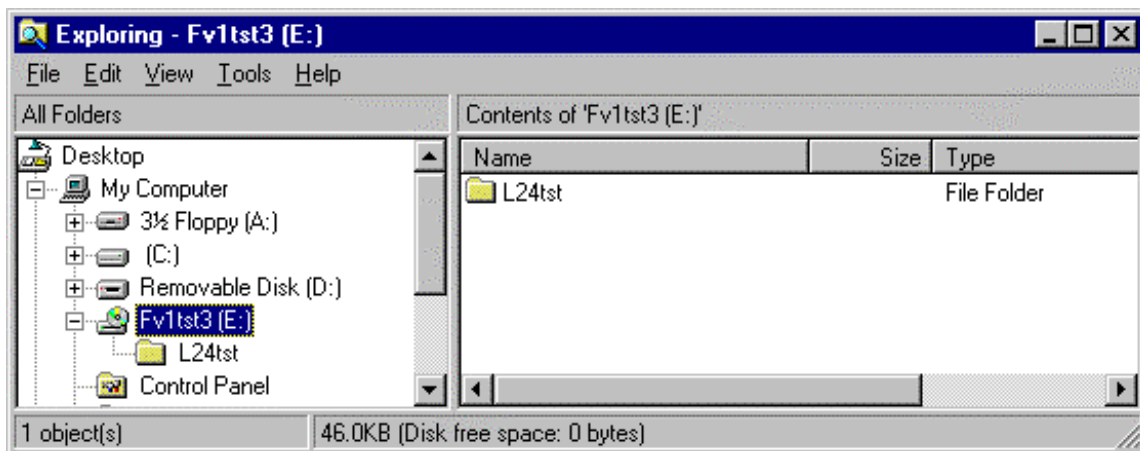 Exploring - Fv1tst3 (E:)
File Edit View Tools Help
All Folders
Contents of 'Fv1tst3 (E:)'
Desktop
My Computer
3½ Floppy (A:)
(C:)
Removable Disk (D:)
Fv1tst3 (E:)
L24tst
Control Panel
Name Size Type
L24tst File Folder
1 object(s) 46.0KB (Disk free space: 0 bytes)